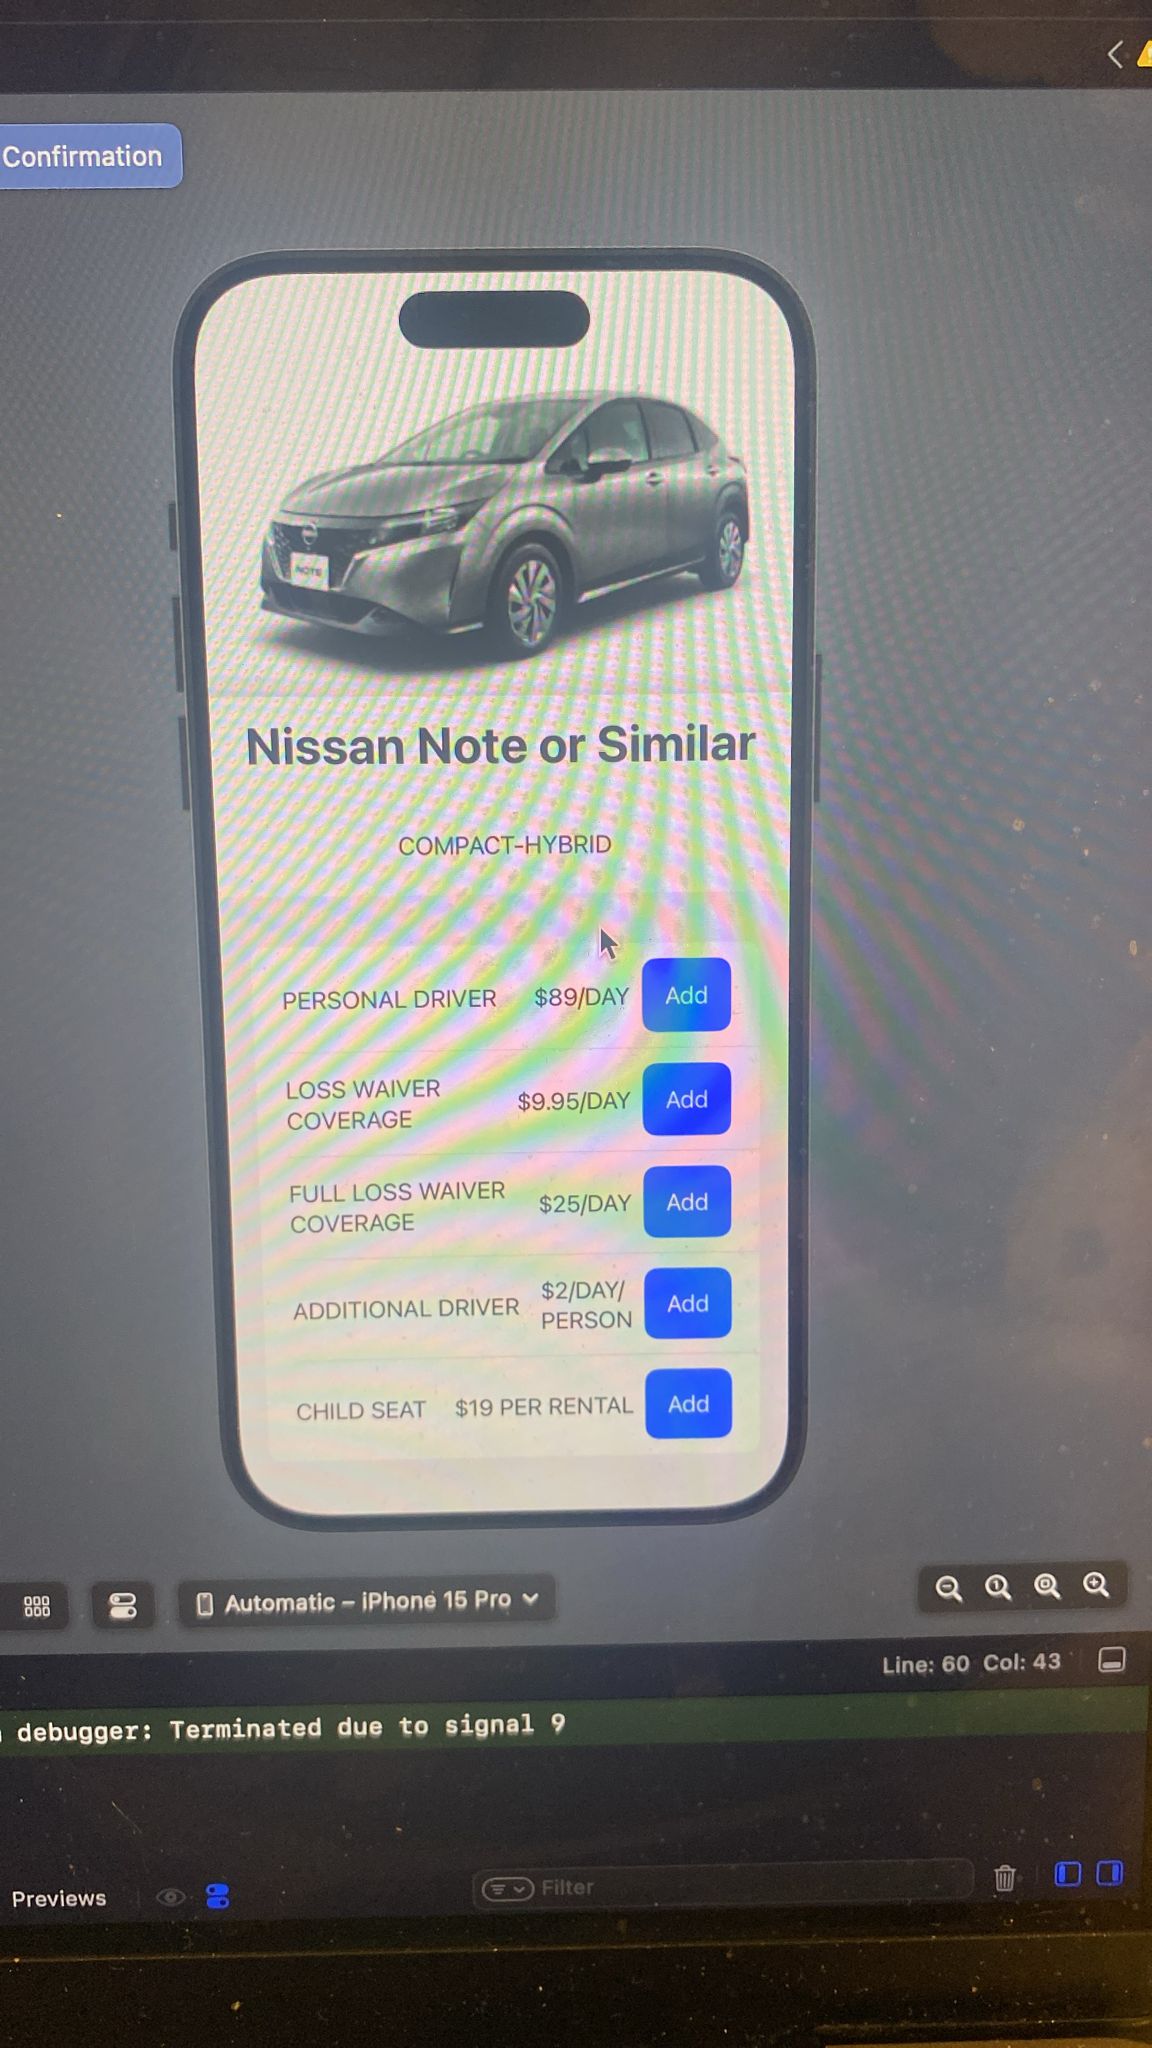 Confirmation
NOTE
Nissan Note or Similar
COMPACT-HYBRID
PERSONAL DRIVER $89/DAY Add
LOSS WAIVER
COVERAGE
$9.95/DAY Add
FULL LOSS WAIVER
COVERAGE
$25/DAY Add
ADDITIONAL DRIVER
$2/DAY/
PERSON
Add
CHILD SEAT $19 PER RENTAL Add
Automatic – iPhone 15 Pro
Line: 60 Col: 43
debugger: Terminated due to signal 9
Previews
Filter